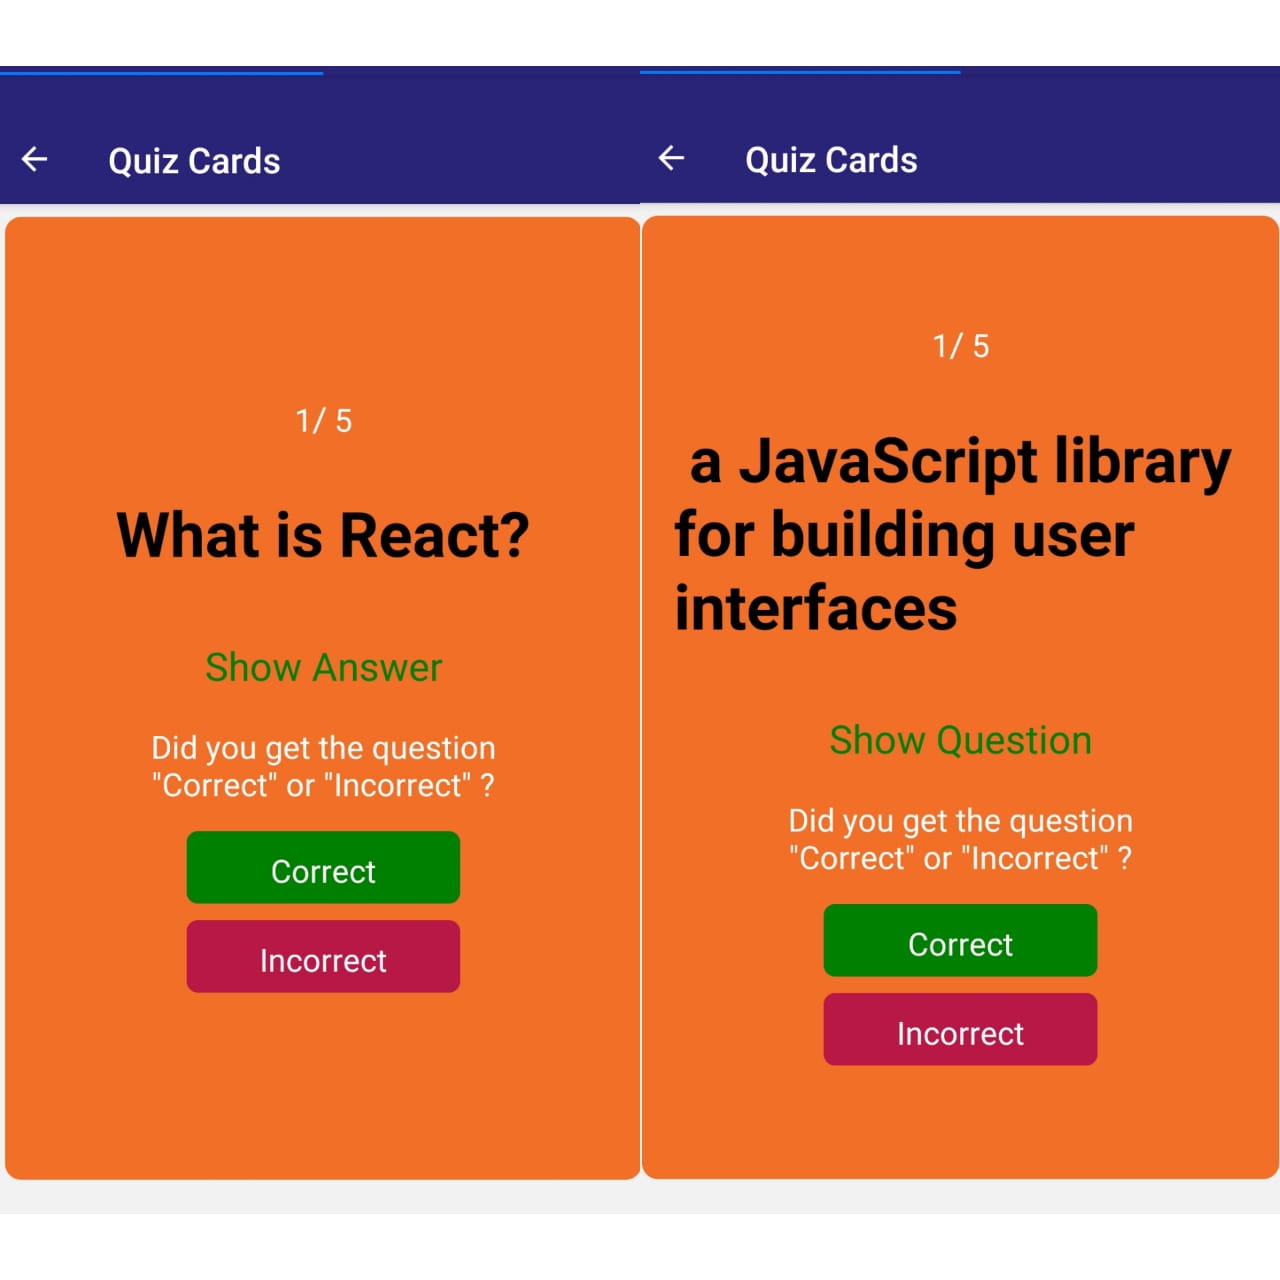 Quiz Cards
1/ 5
What is React?
Show Answer
Did you get the question
"Correct" or "Incorrect" ?
Correct
Incorrect
Quiz Cards
1/ 5
a JavaScript library
for building user
interfaces
Show Question
Did you get the question
"Correct" or "Incorrect" ?
Correct
Incorrect